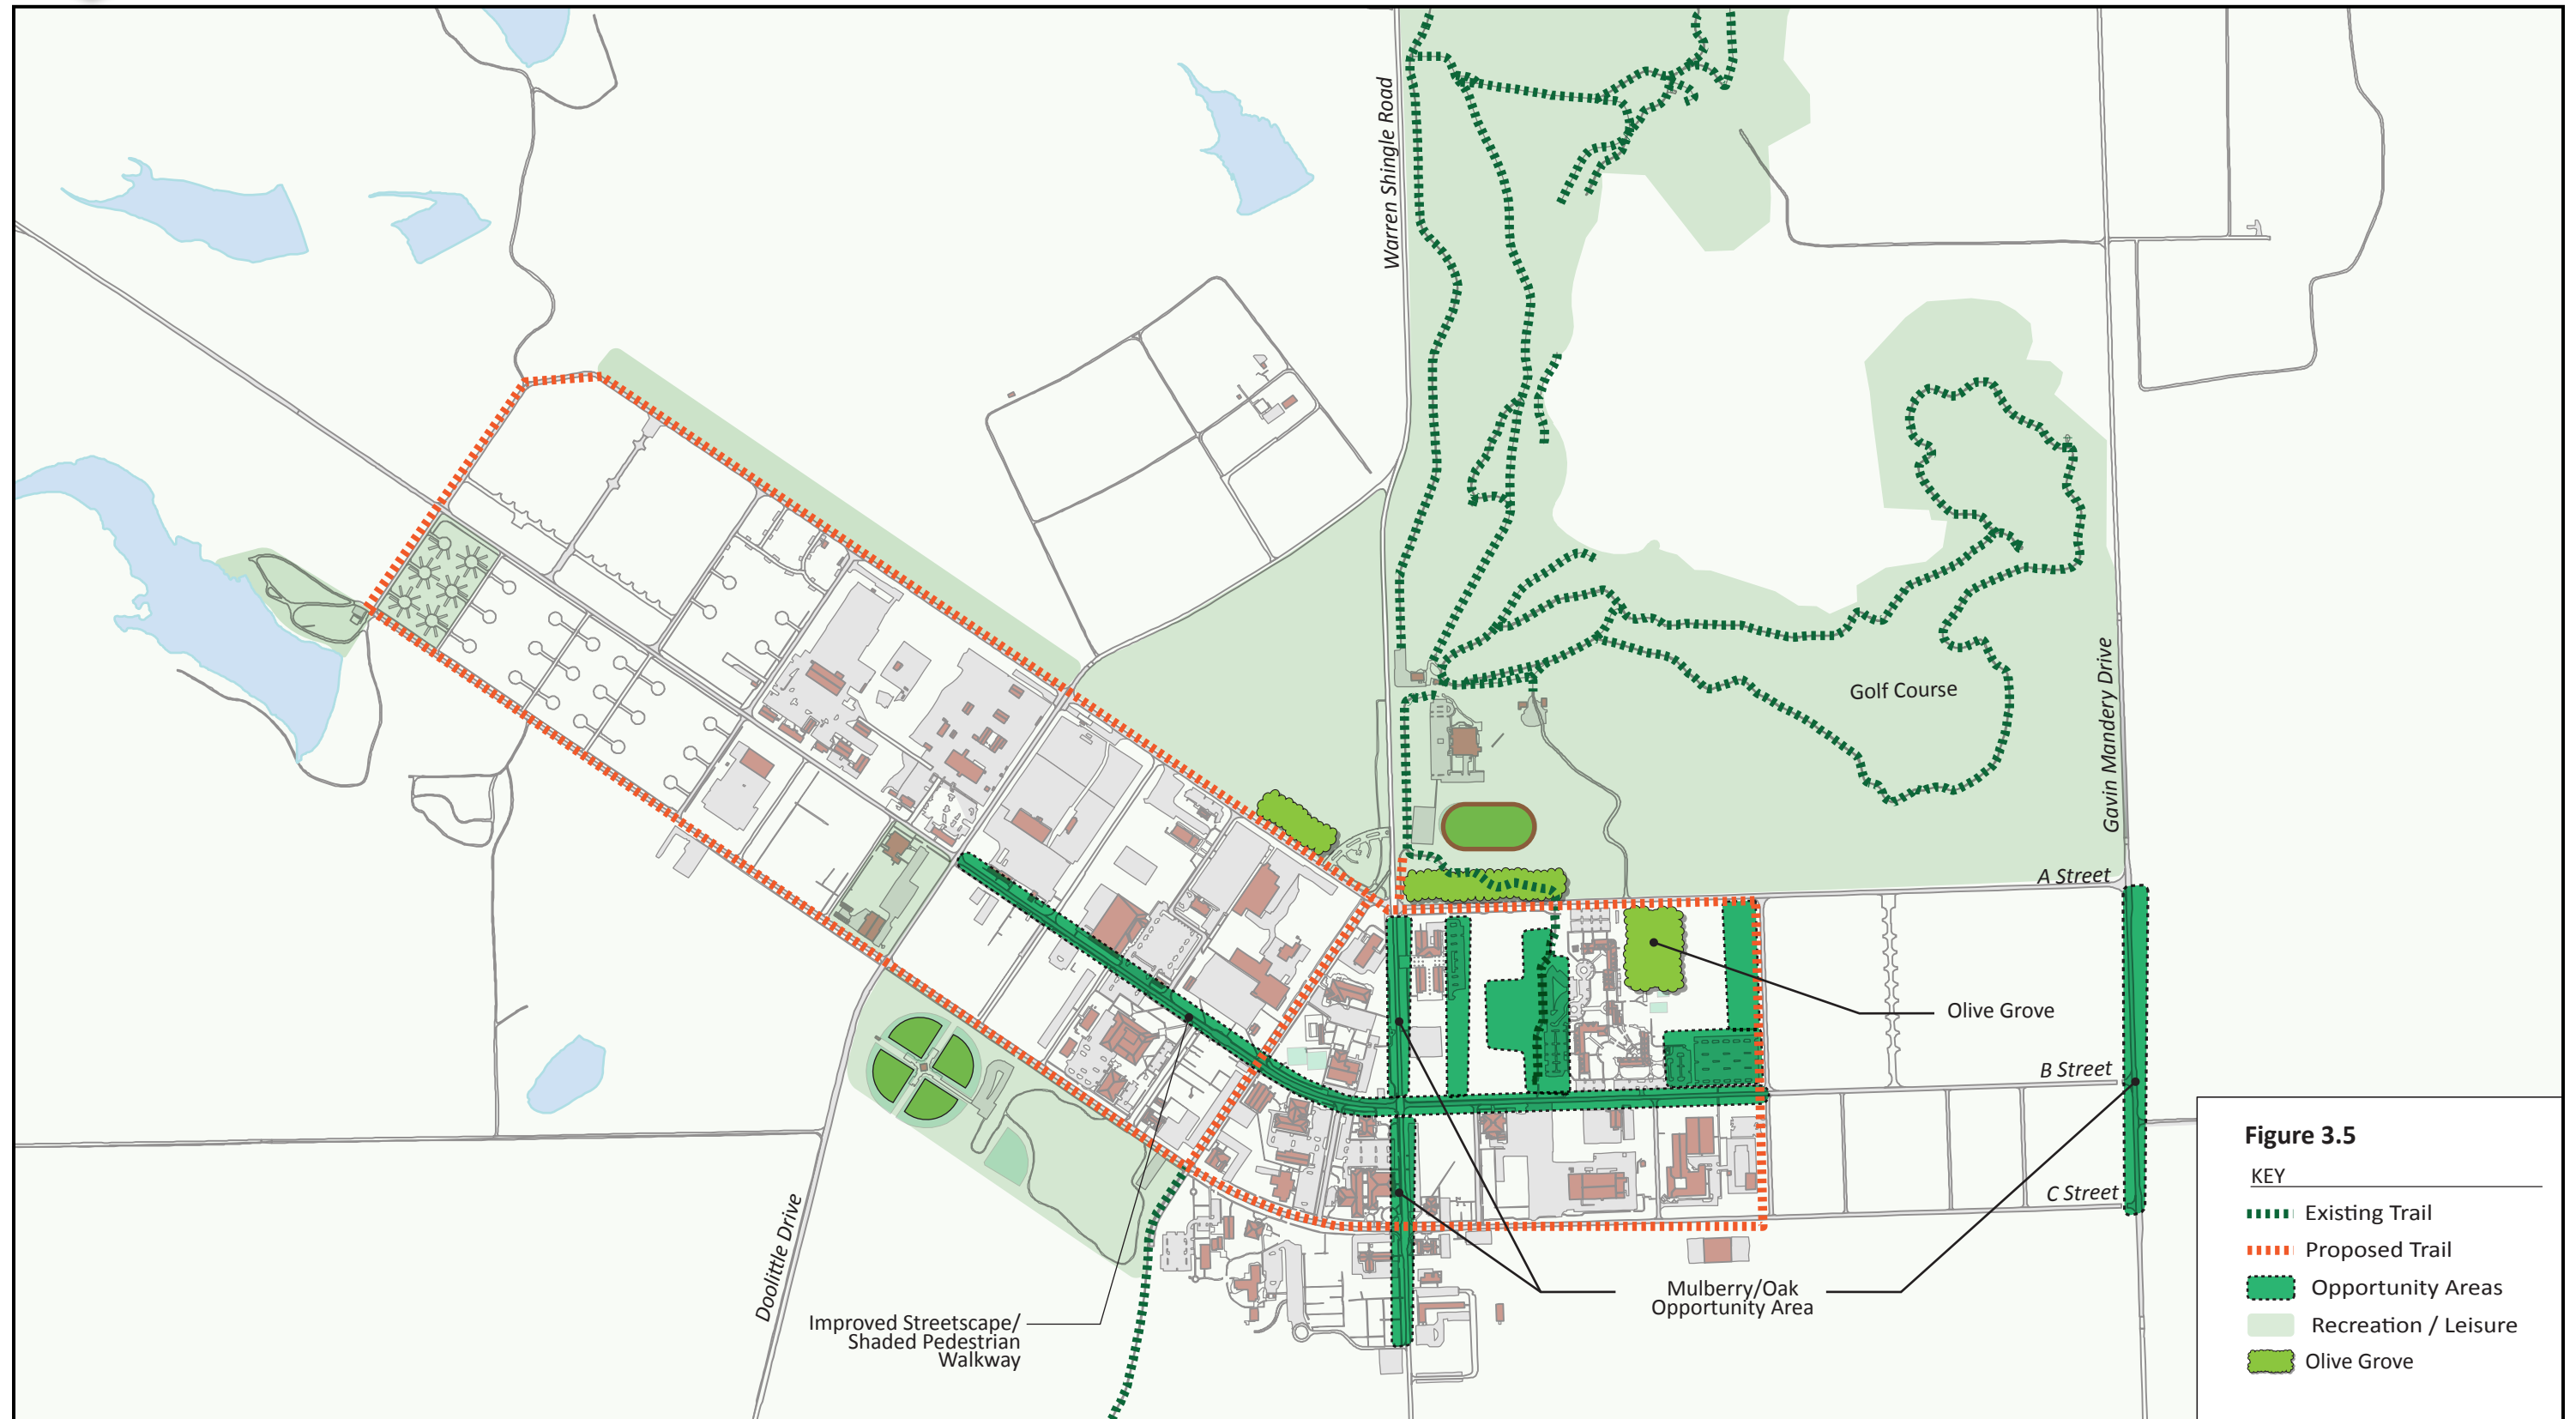 Warren Shingle Road
Golf Course
Gavin Mandery Drive
A Street
Olive Grove
B Street
C Street
Doolittle Drive
Improved Streetscape/
Shaded Pedestrian
Walkway
Mulberry/Oak
Opportunity Area
Figure 3.5
KEY
Existing Trail
Proposed Trail
Opportunity Areas
Recreation / Leisure
Olive Grove